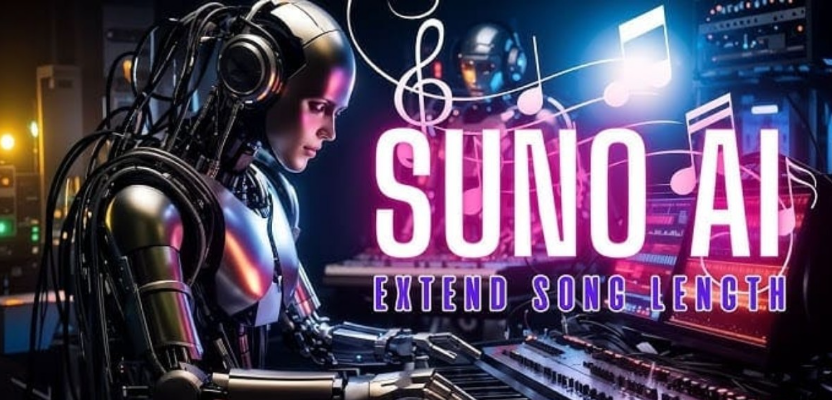 SUNO AI
EXTEND SONG LENGTH